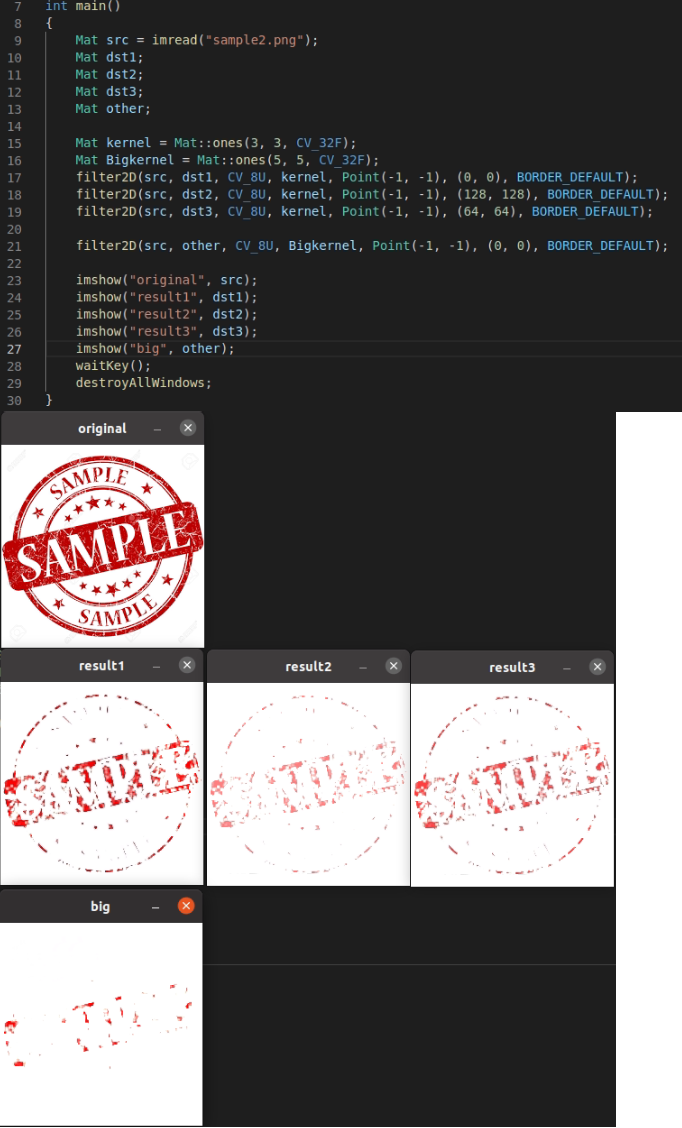 7 int main()
8 {
9 Mat src = imread("sample2.png");
10 Mat dst1;
11 Mat dst2;
12 Mat dst3;
13 Mat other;
14
15 Mat kernel = Mat::ones(3, 3, CV_32F);
16 Mat Bigkernel = Mat::ones(5, 5, CV_32F);
17 filter2D(src, dst1, CV_8U, kernel, Point(-1, -1), (0, 0), BORDER_DEFAULT);
18 filter2D(src, dst2, CV_8U, kernel, Point(-1, -1), (128, 128), BORDER_DEFAULT);
19 filter2D(src, dst3, CV_8U, kernel, Point(-1, -1), (64, 64), BORDER_DEFAULT);
20
21 filter2D(src, other, CV_8U, Bigkernel, Point(-1, -1), (0, 0), BORDER_DEFAULT);
22
23 imshow("original", src);
24 imshow("result1", dst1);
25 imshow("result2", dst2);
26 imshow("result3", dst3);
27 imshow("big", other);
28 waitKey();
29 destroyAllWindows;
30 }
original
SAMPLE
SAMPLE
SAMPLE
result1 result2 result3
big